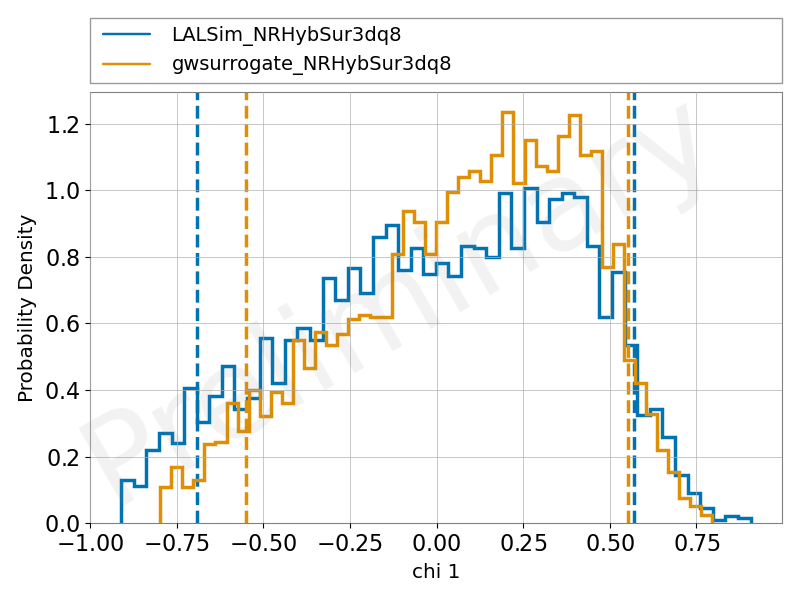 LALSim_NRHybSur3dq8
gwsurrogate_NRHybSur3dq8
Preliminary
Probability Density
1.2
1.0
0.8
0.6
0.4
0.2
0.0
−1.00 −0.75 −0.50 −0.25 0.00 0.25 0.50 0.75
chi 1